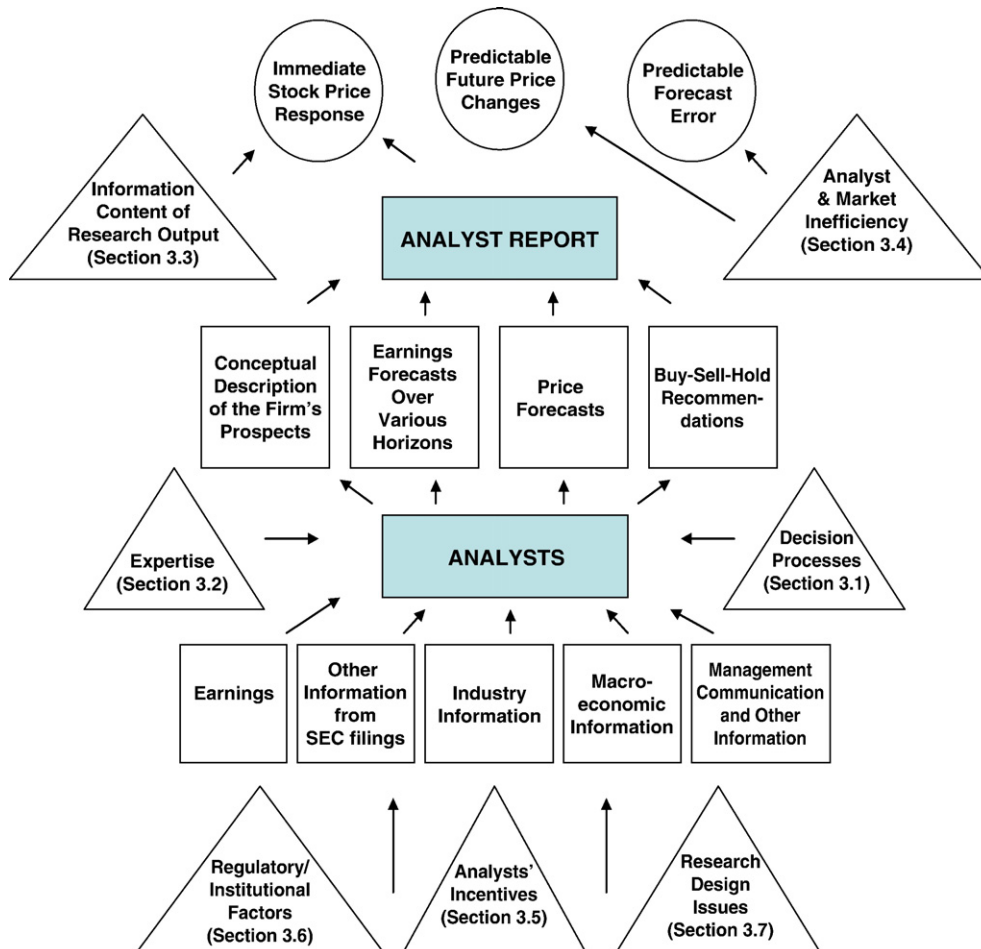 Immediate
Stock Price
Response
Predictable
Future Price
Changes
Predictable
Forecast
Error
Information
Content of
Research Output
(Section 3.3)
Analyst
& Market
Inefficiency
(Section 3.4)
ANALYST REPORT
Conceptual
Description
of the Firm's
Prospects
Earnings
Forecasts
Over
Various
Horizons
Price
Forecasts
Buy-Sell-Hold
Recommen-
dations
Expertise
(Section 3.2)
ANALYSTS
Decision
Processes
(Section 3.1)
Earnings
Other
Information
from
SEC filings
Industry
Information
Macro-
economic
Information
Management
Communication
and Other
Information
Regulatory/
Institutional
Factors
(Section 3.6)
Analysts'
Incentives
(Section 3.5)
Research
Design
Issues
(Section 3.7)